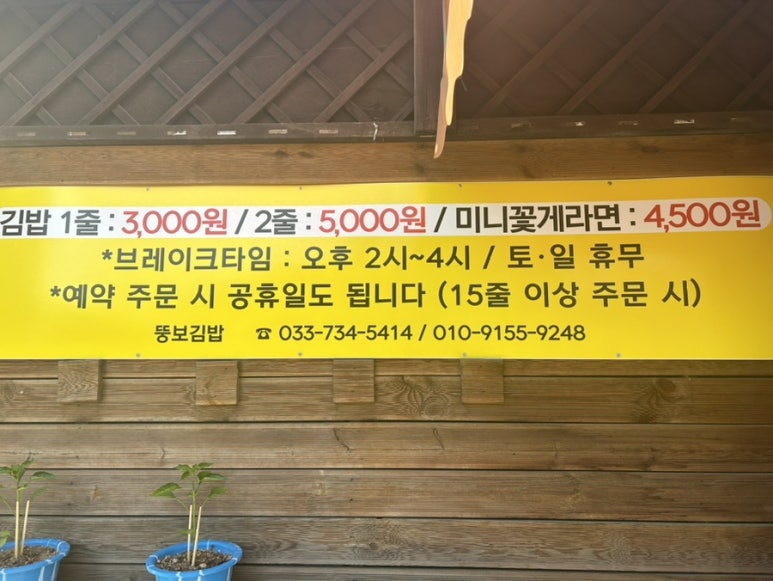 김밥 1줄 : 3,000원 / 2줄 : 5,000원 / 미니꽃게라면 : 4,500원
*브레이크타임 : 오후 2시~4시 / 토·일 휴무
*예약 주문 시 공휴일도 됩니다 (15줄 이상 주문 시)
뚱보김밥 ☎ 033-734-5414 / 010-9155-9248